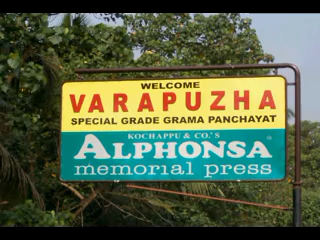 WELCOME
VARAPUZHA
SPECIAL GRADE GRAMA PANCHAYAT
KOCHAPPU & CO.'S
ALPHONSA
memorial press